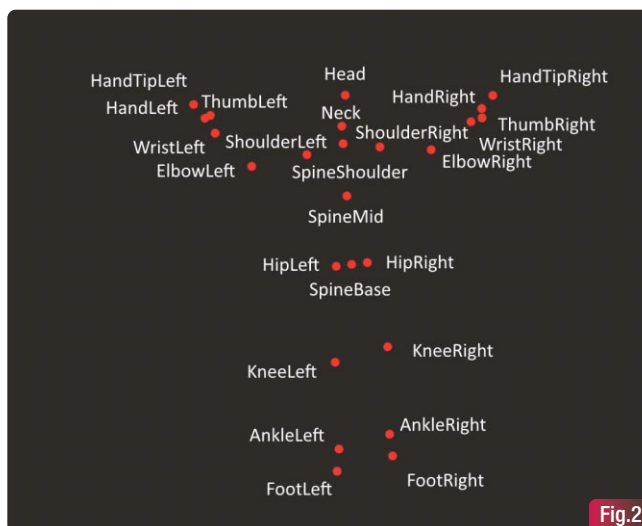 Head
HandTipLeft
HandTipRight
HandLeft
ThumbLeft
HandRight
Neck
ThumbRight
WristLeft
ShoulderLeft
ShoulderRight
WristRight
ElbowLeft
SpineShoulder
ElbowRight
SpineMid
HipLeft
HipRight
SpineBase
KneeRight
KneeLeft
AnkleRight
AnkleLeft
FootRight
FootLeft
Fig.2